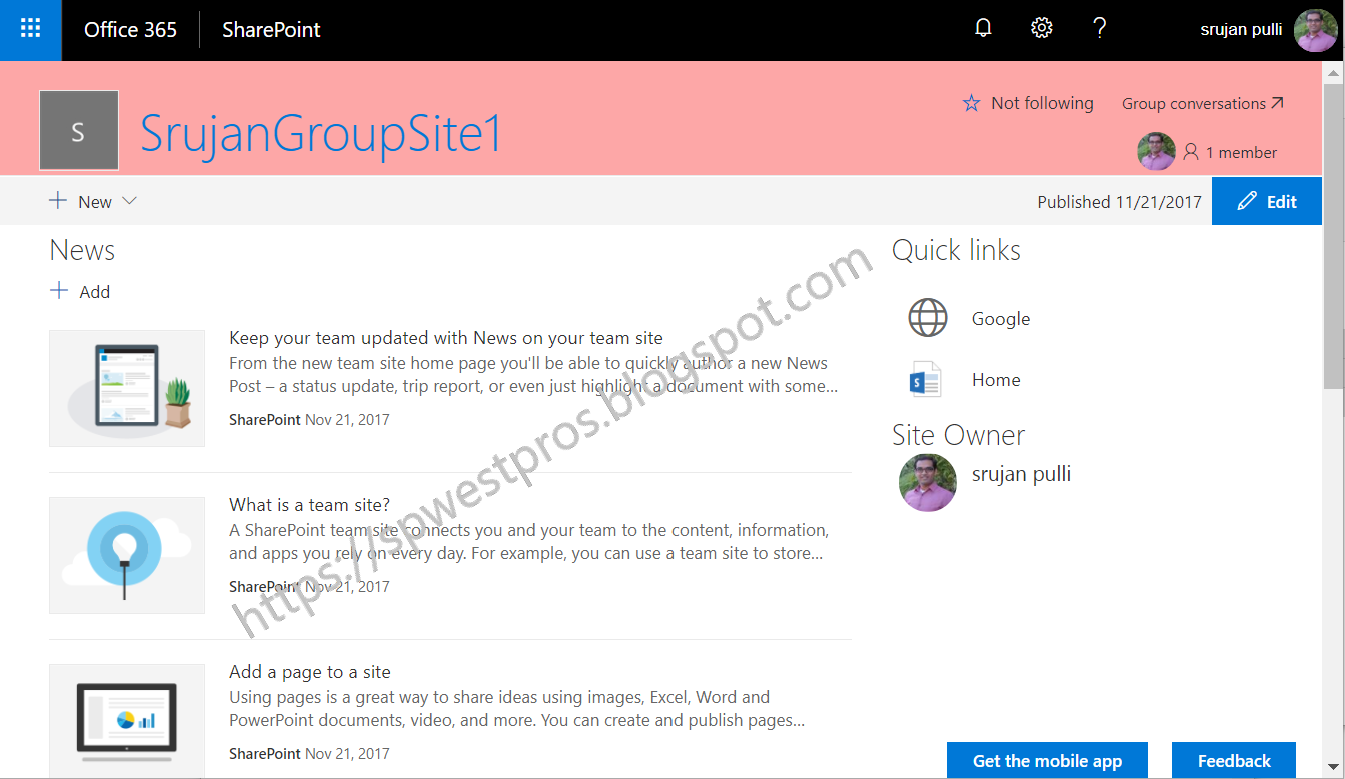 Office 365
SharePoint
srujan pulli
S
SrujanGroupSite1
Not following
Group conversations
1 member
New
Published 11/21/2017
Edit
News
Add
Keep your team updated with News on your team site
From the new team site home page you'll be able to quickly author a new News
Post – a status update, trip report, or even just highlight a document with some...
SharePoint Nov 21, 2017
What is a team site?
A SharePoint team site connects you and your team to the content, information,
and apps you rely on every day. For example, you can use a team site to store...
SharePoint Nov 21, 2017
Add a page to a site
Using pages is a great way to share ideas using images, Excel, Word and
PowerPoint documents, video, and more. You can create and publish pages...
SharePoint Nov 21, 2017
Quick links
Google
S
Home
Site Owner
srujan pulli
Get the mobile app
Feedback
https://spwestpros.blogspot.com